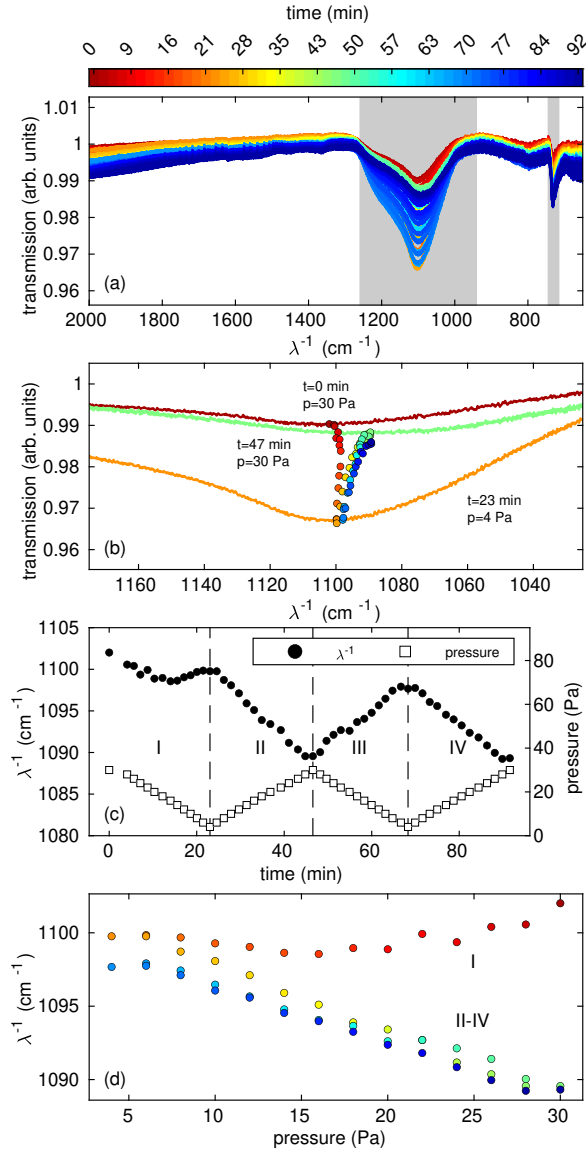 time (min)
0 9 16 21 28 35 43 50 57 63 70 77 84 92
1.01
1
0.99
0.98
0.97
0.96
transmission (arb. units)
(a)
2000 1800 1600 1400 1200 1000 800
λ⁻¹ (cm⁻¹)
1
0.99
0.98
0.97
0.96
transmission (arb. units)
t=0 min
p=30 Pa
t=47 min
p=30 Pa
t=23 min
p=4 Pa
(b)
1160 1140 1120 1100 1080 1060 1040
λ⁻¹ (cm⁻¹)
1105
1100
1095
1090
1085
1080
λ⁻¹ (cm⁻¹)
λ⁻¹ pressure
I II III IV
80
60
40
20
0
pressure (Pa)
(c)
0 20 40 60 80
time (min)
1100
1095
1090
λ⁻¹ (cm⁻¹)
I
II-IV
(d)
5 10 15 20 25 30
pressure (Pa)